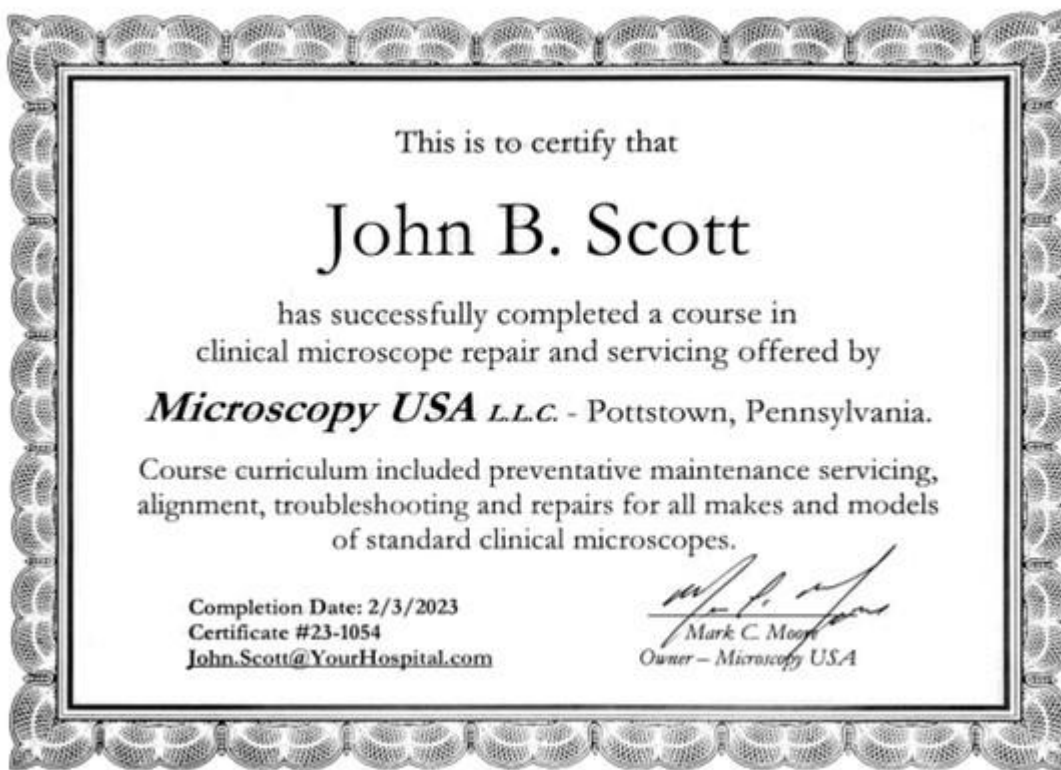 This is to certify that
John B. Scott
has successfully completed a course in
clinical microscope repair and servicing offered by
Microscopy USA L.L.C. - Pottstown, Pennsylvania.
Course curriculum included preventative maintenance servicing,
alignment, troubleshooting and repairs for all makes and models
of standard clinical microscopes.
Completion Date: 2/3/2023
Certificate #23-1054
John.Scott@YourHospital.com
Mark C. Moore
Owner – Microscopy USA